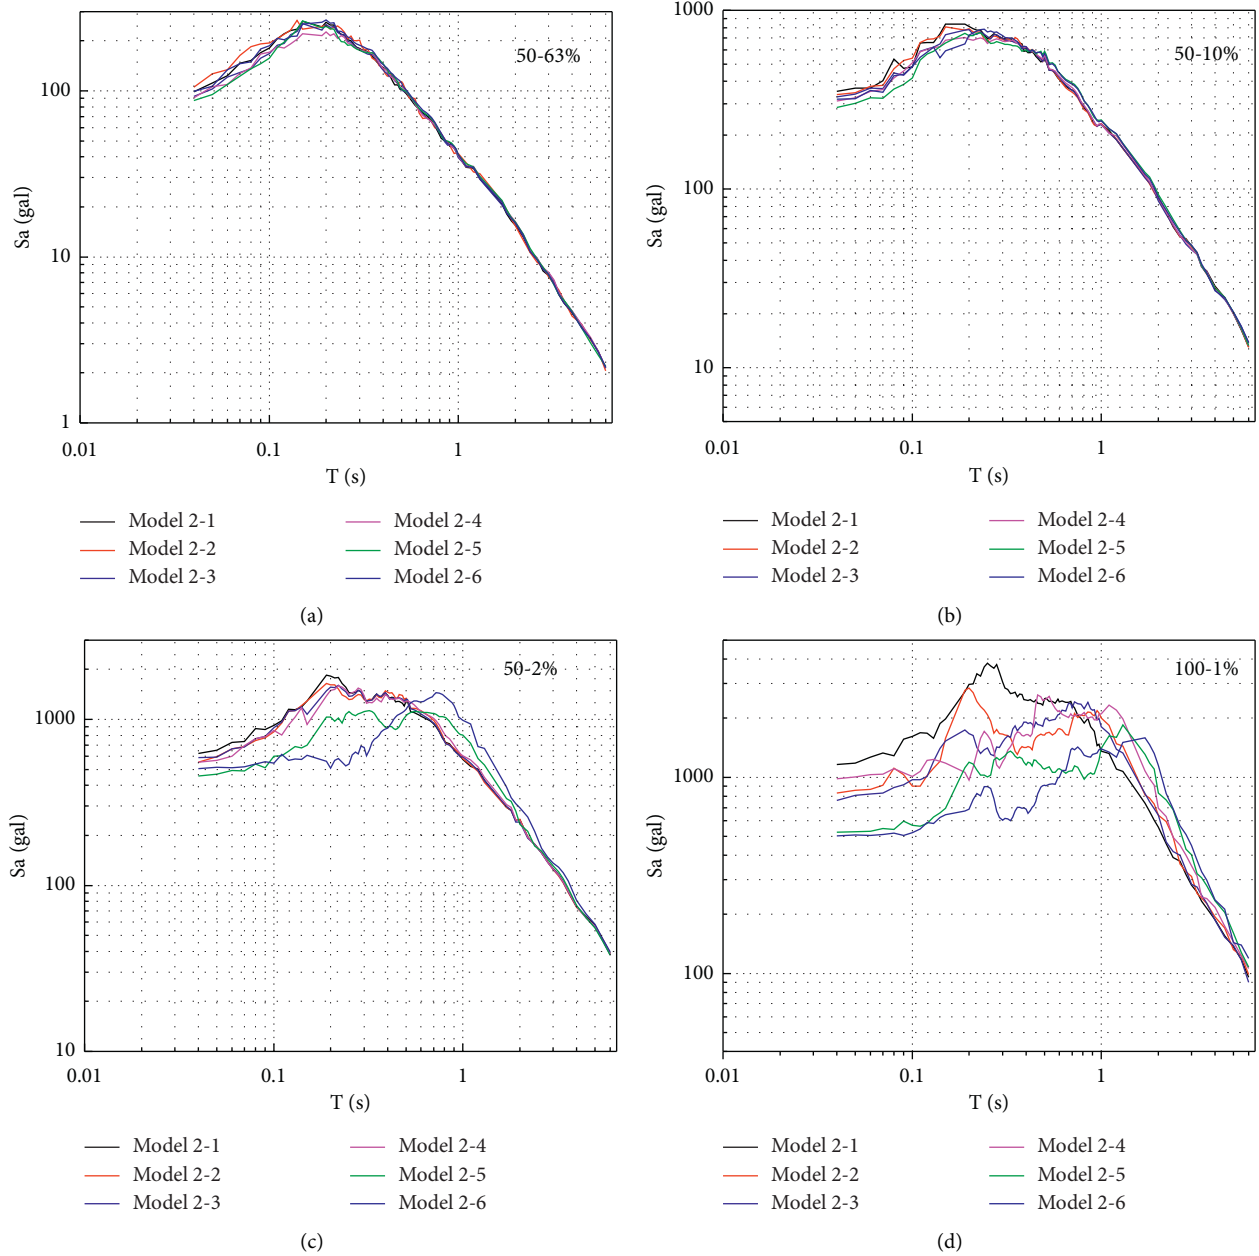 50-63%
100
10
1
0.01
0.1
1
Sa (gal)
T (s)
Model 2-1
Model 2-2
Model 2-3
Model 2-4
Model 2-5
Model 2-6
(a)
50-10%
1000
100
10
0.01
0.1
1
Sa (gal)
T (s)
Model 2-1
Model 2-2
Model 2-3
Model 2-4
Model 2-5
Model 2-6
(b)
50-2%
1000
100
10
0.01
0.1
1
Sa (gal)
T (s)
Model 2-1
Model 2-2
Model 2-3
Model 2-4
Model 2-5
Model 2-6
(c)
100-1%
1000
100
0.01
0.1
1
Sa (gal)
T (s)
Model 2-1
Model 2-2
Model 2-3
Model 2-4
Model 2-5
Model 2-6
(d)